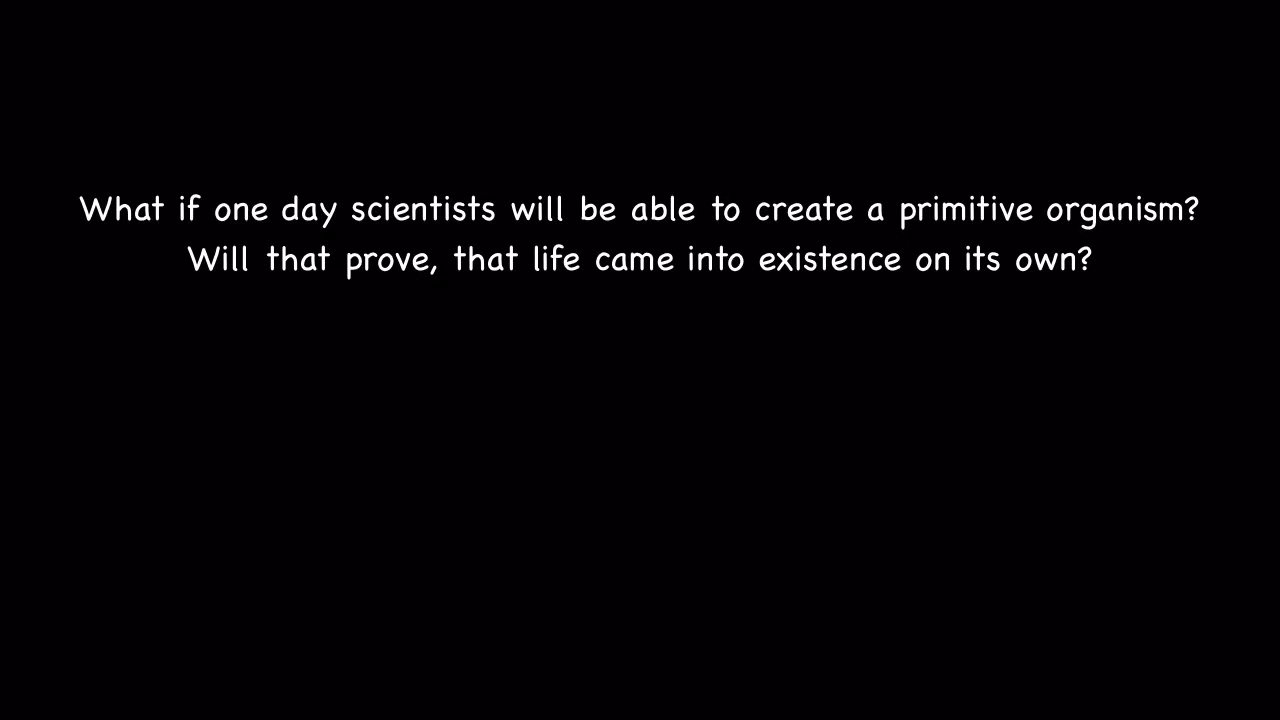 What if one day scientists will be able to create a primitive organism?
Will that prove, that life came into existence on its own?